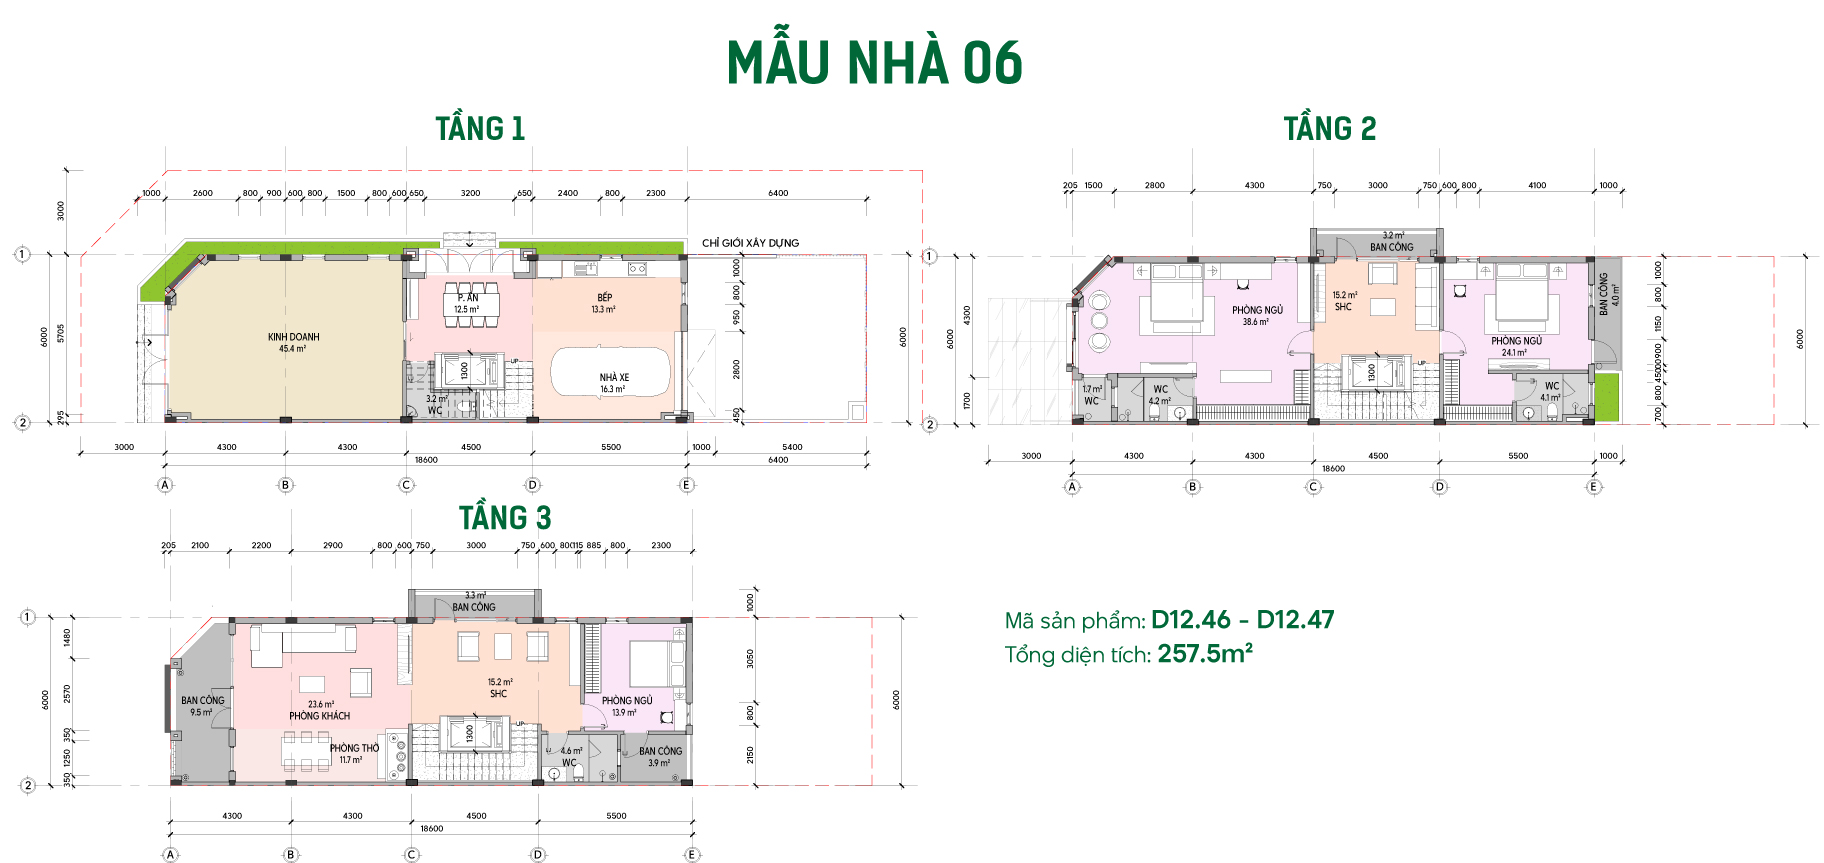 MẪU NHÀ 06
TẦNG 1
1000 2600 800 900 600 800 1500 800 600 650 3200 650 2400 800 2300 6400
3000
CHỈ GIỚI XÂY DỰNG
1
6000
5705
295
2
KINH DOANH
45.4 m²
P. ĂN
12.5 m²
BẾP
13.3 m²
1300
UP
3.2 m²
WC
NHÀ XE
16.3 m²
1000
800
950
2800
450
6000
3000 4300 4300 4500 5500 1000 5400
18600 6400
A B C D E
TẦNG 2
205 1500 2800 4300 750 3000 750 600 800 4100 1000
1
6000
4300
1700
2
3.2 m²
BAN CÔNG
PHÒNG NGỦ
38.6 m²
15.2 m²
SHC
PHÒNG NGỦ
24.1 m²
BAN CÔNG
4.0 m²
1300
UP
1.7 m²
WC
WC
4.2 m²
WC
4.1 m²
1000
800
1150
900
450
800
700
6000
3000 4300 4300 4500 5500 1000
18600
A B C D E
TẦNG 3
205 2100 2200 2900 800 600 750 3000 750 600 800 115 885 800 2300
1
6000
1480
2570
350
1250
350
2
3.3 m²
BAN CÔNG
BAN CÔNG
9.5 m²
23.6 m²
PHÒNG KHÁCH
15.2 m²
SHC
PHÒNG NGỦ
13.9 m²
1300
UP
PHÒNG THỜ
11.7 m²
4.6 m²
WC
BAN CÔNG
3.9 m²
1000
3050
800
2150
6000
4300 4300 4500 5500
18600
A B C D E
Mã sản phẩm: D12.46 - D12.47
Tổng diện tích: 257.5m²